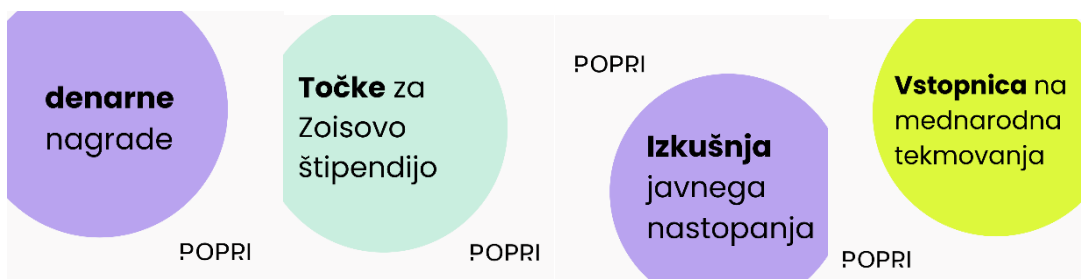 denarne
nagrade
POPRI
Točke za
Zoisovo
štipendijo
POPRI
POPRI
Izkušnja
javnega
nastopanja
Vstopnica na
mednarodna
tekmovanja
POPRI